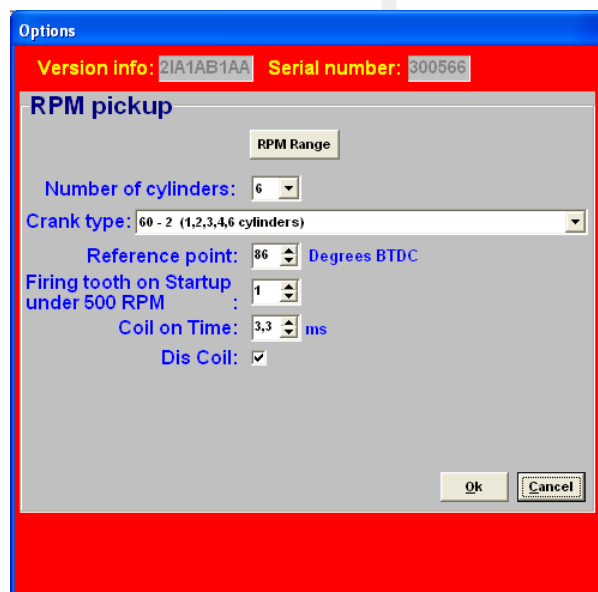 Options
Version info: 2IA1AB1AA Serial number: 300566
RPM pickup
RPM Range
Number of cylinders: 6
Crank type: 60 - 2 (1,2,3,4,6 cylinders)
Reference point: 86 Degrees BTDC
Firing tooth on Startup
under 500 RPM : 1
Coil on Time: 3,3 ms
Dis Coil:
Ok Cancel